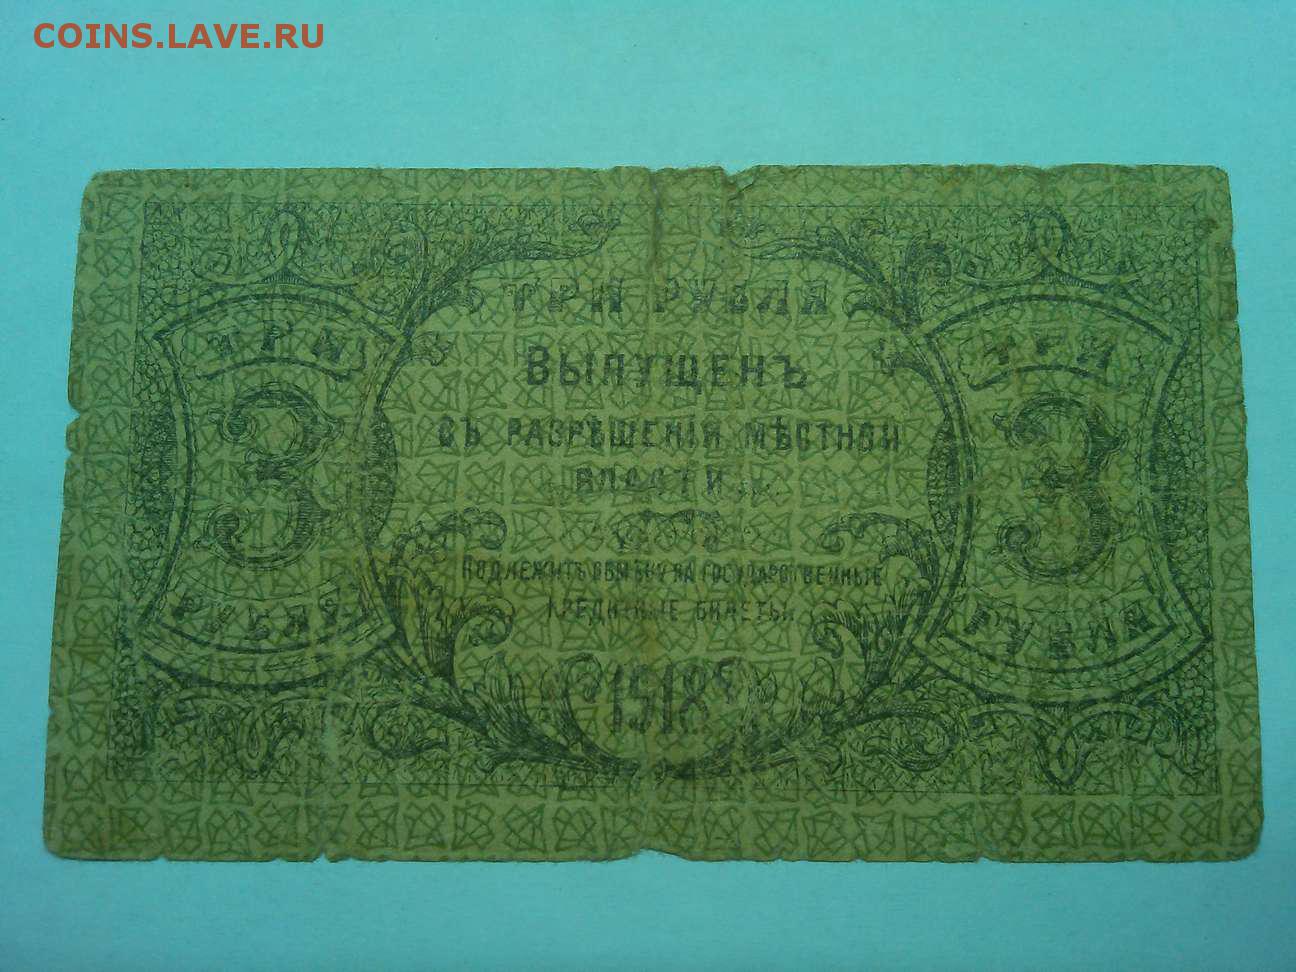 COINS.LAVE.RU
ТРИ РУБЛЯ
ТРИ
ТРИ
ВЫПУЩЕНЪ
СЪ РАЗРѢШЕНІЯ МѢСТНОЙ
ВЛАСТИ.
3
3
ПОДЛЕЖИТЪ ОБМѢНУ НА ГОСУДАРСТВЕННЫЕ
КРЕДИТНЫЕ БИЛЕТЫ.
РУБЛЯ
РУБЛЯ
1918